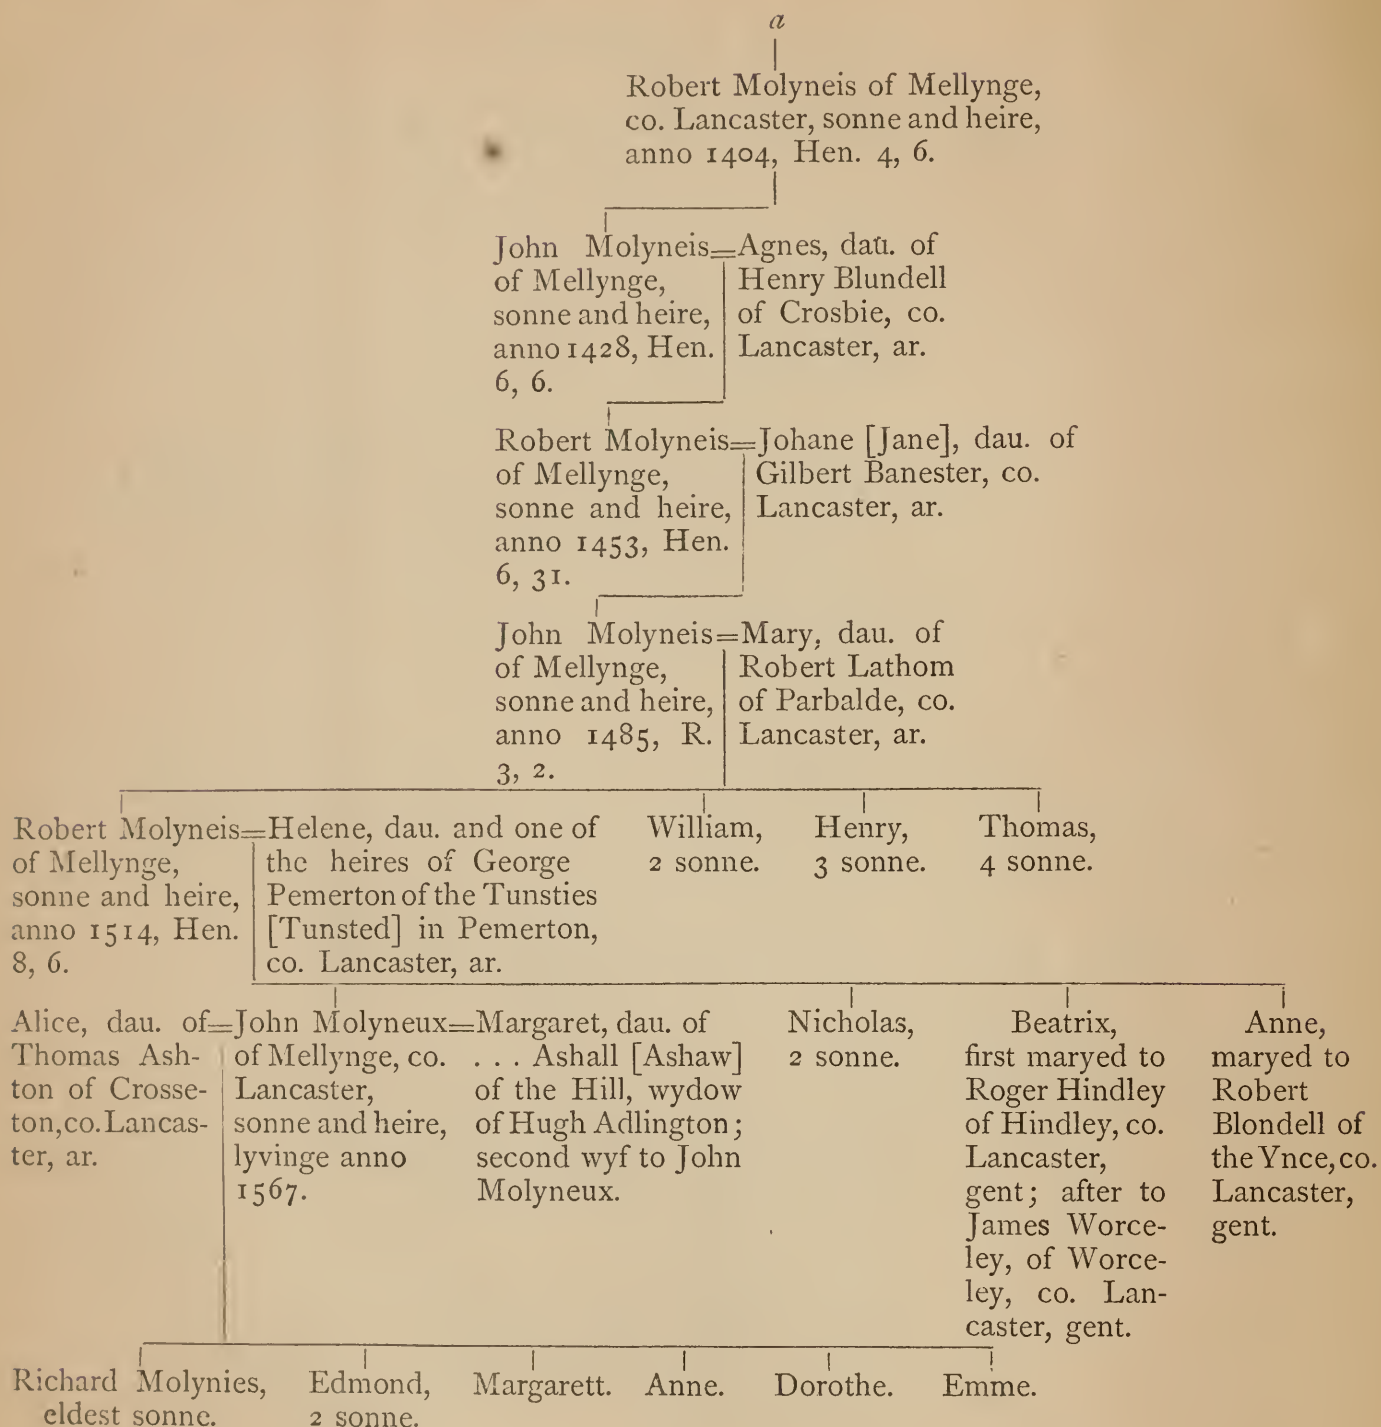 a
Robert Molyneis of Mellynge,
co. Lancaster, sonne and heire,
anno 1404, Hen. 4, 6.
John Molyneis=
of Mellynge,
sonne and heire,
anno 1428, Hen.
6, 6.
Agnes, dau. of
Henry Blundell
of Crosbie, co.
Lancaster, ar.
Robert Molyneis=
of Mellynge,
sonne and heire,
anno 1453, Hen.
6, 31.
Johane [Jane], dau. of
Gilbert Banester, co.
Lancaster, ar.
John Molyneis=
of Mellynge,
sonne and heire,
anno 1485, R.
3, 2.
Mary, dau. of
Robert Lathom
of Parbalde, co.
Lancaster, ar.
Robert Molyneis=
of Mellynge,
sonne and heire,
anno 1514, Hen.
8, 6.
Helene, dau. and one of
the heires of George
Pemerton of the Tunsties
[Tunsted] in Pemerton,
co. Lancaster, ar.
William,
2 sonne.
Henry,
3 sonne.
Thomas,
4 sonne.
Alice, dau. of=
Thomas Ash-
ton of Crosse-
ton, co. Lancas-
ter, ar.
John Molyneux=
of Mellynge, co.
Lancaster,
sonne and heire,
lyvinge anno
1567.
Margaret, dau. of
. . . Ashall [Ashaw]
of the Hill, wydow
of Hugh Adlington;
second wyf to John
Molyneux.
Nicholas,
2 sonne.
Beatrix,
first maryed to
Roger Hindley
of Hindley, co.
Lancaster,
gent; after to
James Worce-
ley, of Worce-
ley, co. Lan-
caster, gent.
Anne,
maryed to
Robert
Blondell of
the Ynce, co.
Lancaster,
gent.
Richard Molynies,
eldest sonne.
Edmond,
2 sonne.
Margarett.
Anne.
Dorothe.
Emme.